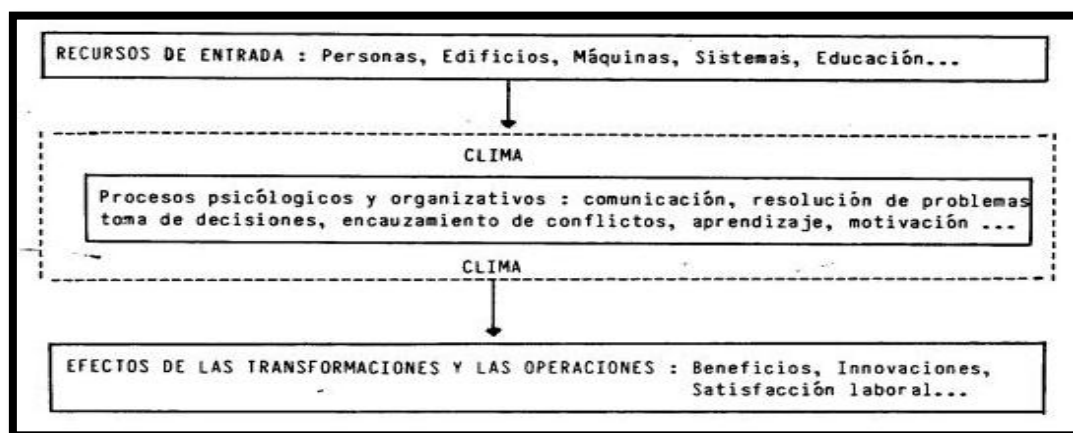 RECURSOS DE ENTRADA : Personas, Edificios, Máquinas, Sistemas, Educación...
CLIMA
Procesos psicólogicos y organizativos : comunicación, resolución de problemas
toma de decisiones, encauzamiento de conflictos, aprendizaje, motivación ...
CLIMA
EFECTOS DE LAS TRANSFORMACIONES Y LAS OPERACIONES : Beneficios, Innovaciones,
Satisfacción laboral...